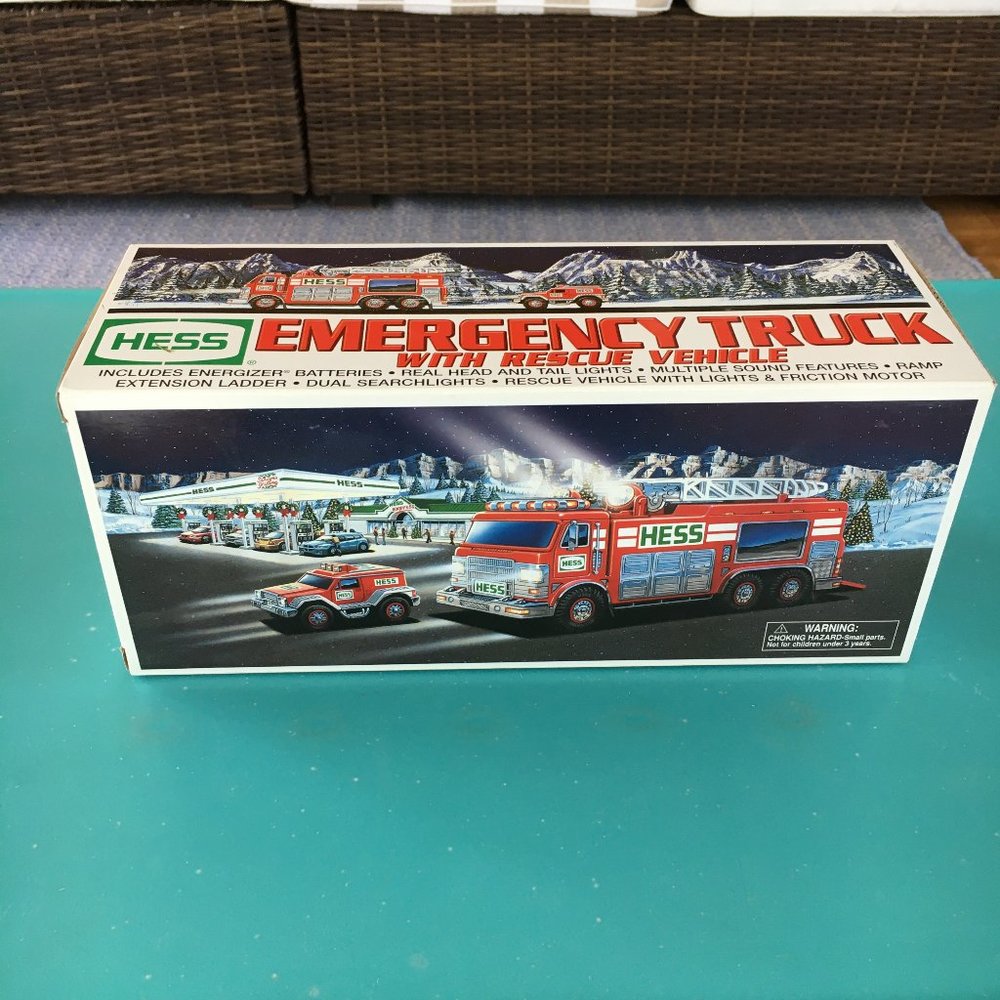 HESS
HESS®
EMERGENCY TRUCK
WITH RESCUE VEHICLE
INCLUDES ENERGIZER® BATTERIES • REAL HEAD AND TAIL LIGHTS • MULTIPLE SOUND FEATURES • RAMP
EXTENSION LADDER • DUAL SEARCHLIGHTS • RESCUE VEHICLE WITH LIGHTS & FRICTION MOTOR
HESS
HESS
HESS
HESS
HESS
HESS
WARNING:
CHOKING HAZARD-Small parts.
Not for children under 3 years.